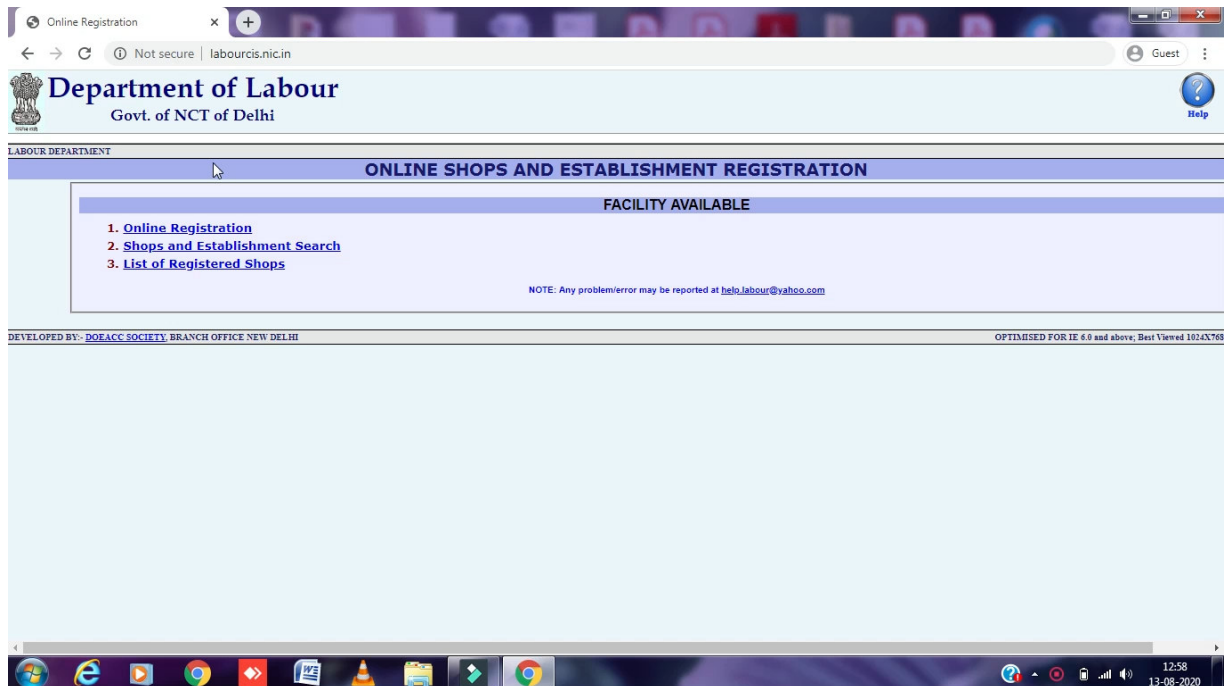 Online Registration
Not secure | labourcis.nic.in
Guest
Department of Labour
Govt. of NCT of Delhi
Help
LABOUR DEPARTMENT
ONLINE SHOPS AND ESTABLISHMENT REGISTRATION
FACILITY AVAILABLE
1. Online Registration
2. Shops and Establishment Search
3. List of Registered Shops
NOTE: Any problem/error may be reported at help.labour@yahoo.com
DEVELOPED BY:- DOEACC SOCIETY, BRANCH OFFICE NEW DELHI
OPTIMISED FOR IE 6.0 and above; Best Viewed 1024X768
12:58
13-08-2020